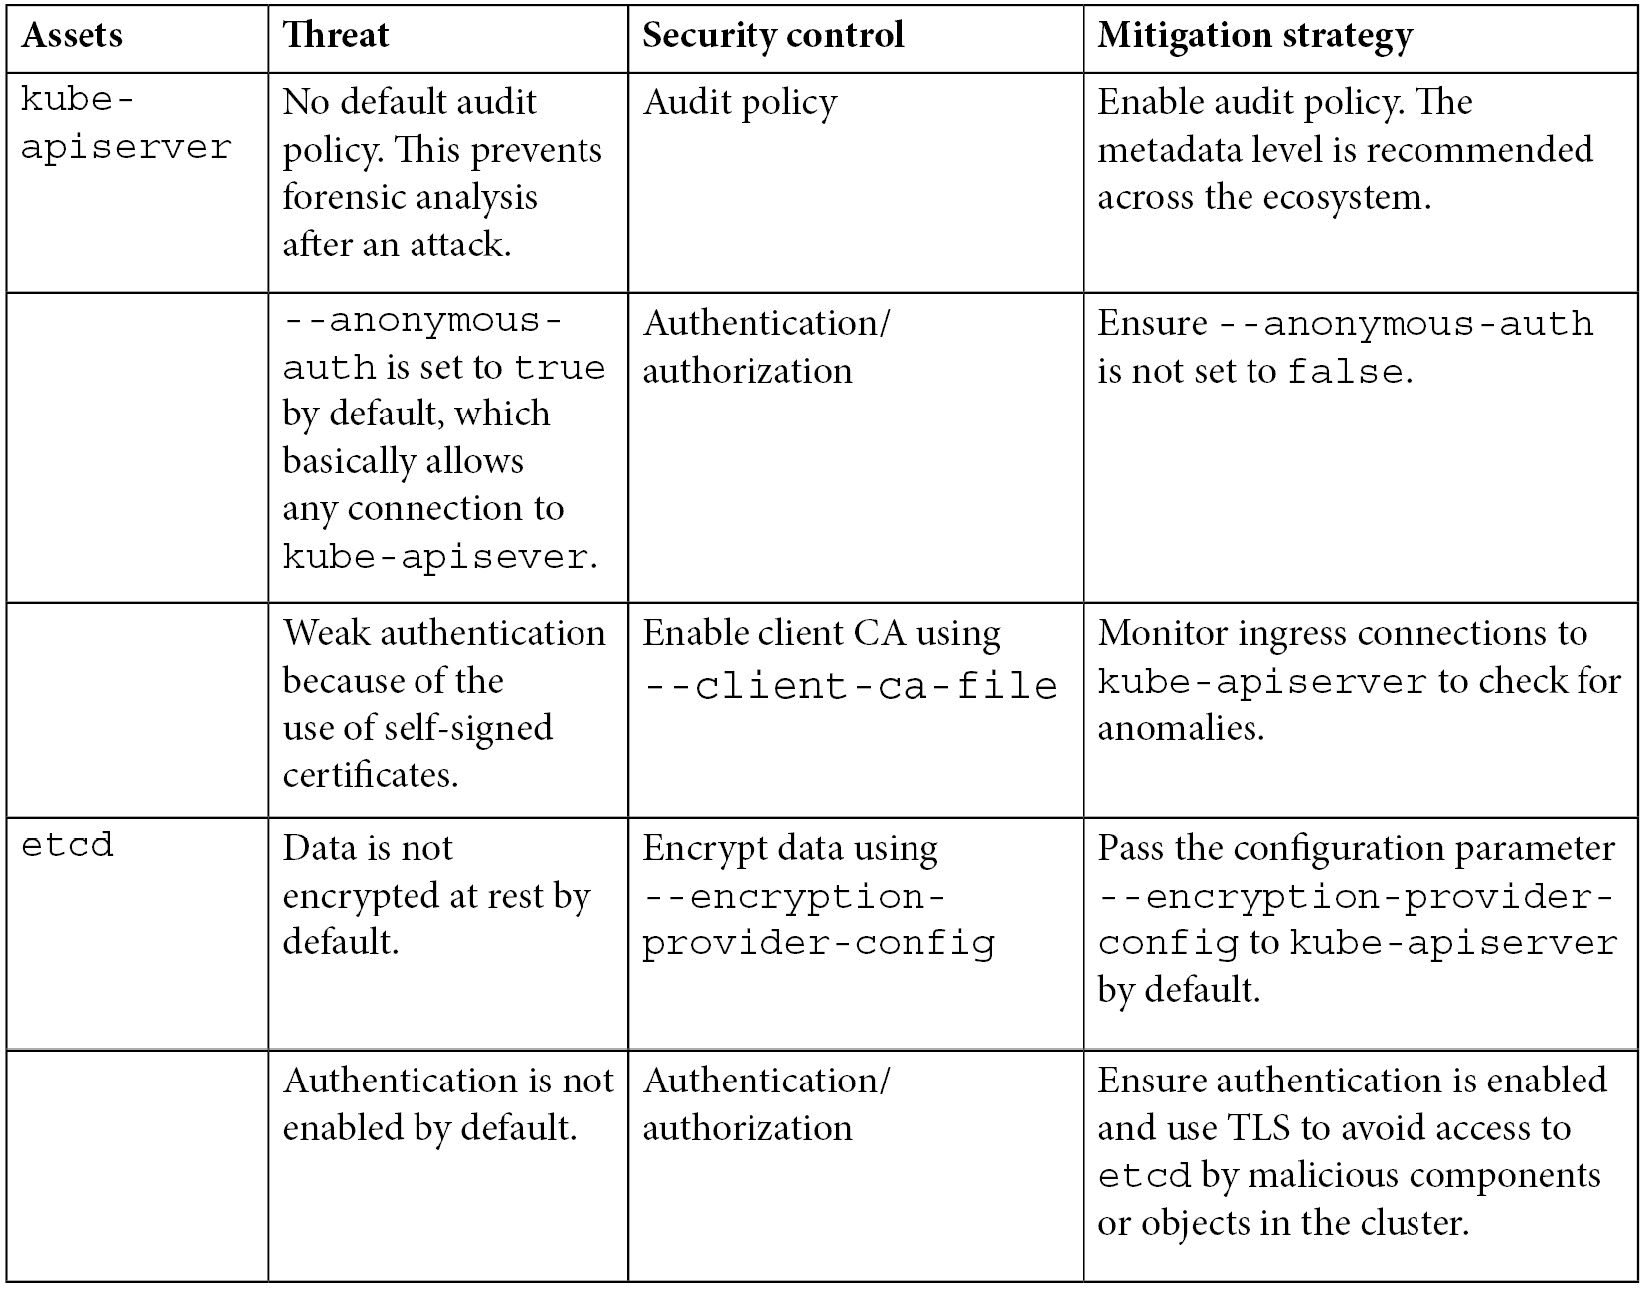 Assets
Threat
Security control
Mitigation strategy
kube-
apiserver
No default audit
policy. This prevents
forensic analysis
after an attack.
Audit policy
Enable audit policy. The
metadata level is recommended
across the ecosystem.
--anonymous-
auth is set to true
by default, which
basically allows
any connection to
kube-apisever.
Authentication/
authorization
Ensure --anonymous-auth
is not set to false.
Weak authentication
because of the
use of self-signed
certificates.
Enable client CA using
--client-ca-file
Monitor ingress connections to
kube-apiserver to check for
anomalies.
etcd
Data is not
encrypted at rest by
default.
Encrypt data using
--encryption-
provider-config
Pass the configuration parameter
--encryption-provider-
config to kube-apiserver
by default.
Authentication is not
enabled by default.
Authentication/
authorization
Ensure authentication is enabled
and use TLS to avoid access to
etcd by malicious components
or objects in the cluster.